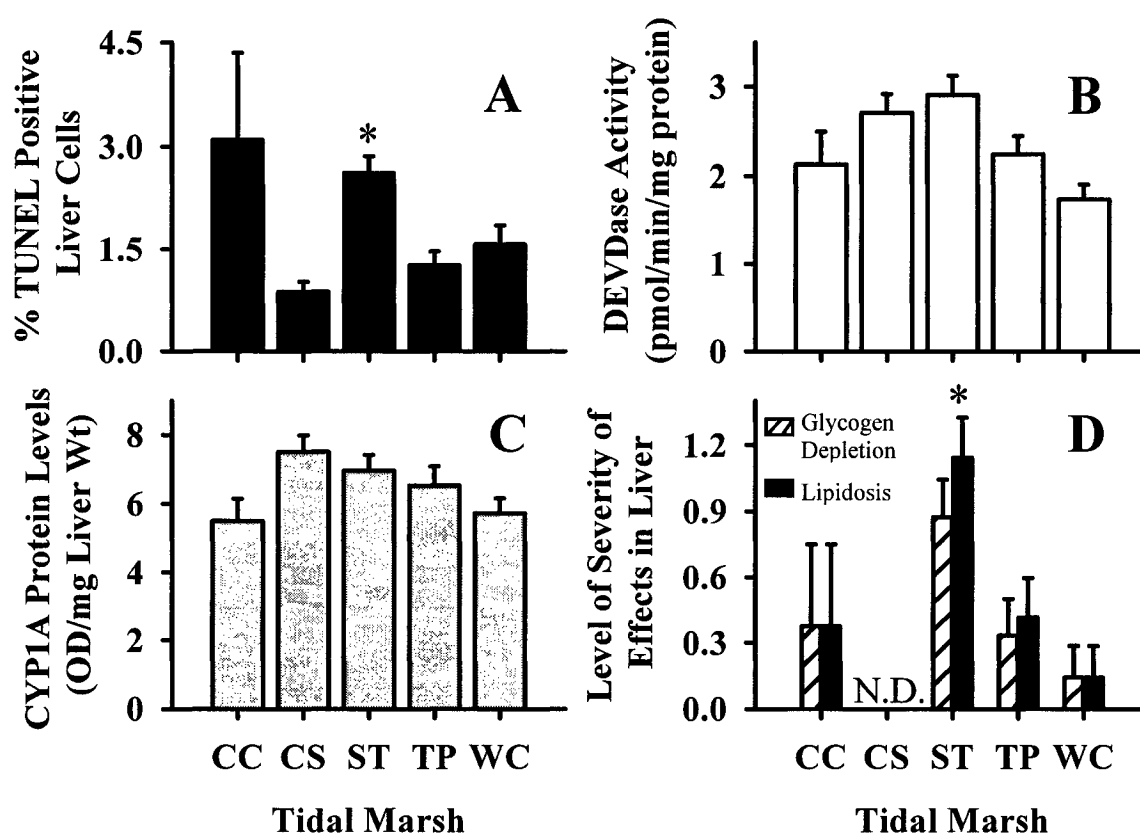 % TUNEL Positive
Liver Cells
4.5
3.0
1.5
0.0
A
*
DEVDase Activity
(pmol/min/mg protein)
3
2
1
B
CYP1A Protein Levels
(OD/mg Liver Wt)
8
6
4
2
0
C
CC CS ST TP WC
Tidal Marsh
Level of Severity of
Effects in Liver
1.2
0.9
0.6
0.3
0.0
Glycogen
Depletion
Lipidosis
*
D
N.D.
CC CS ST TP WC
Tidal Marsh